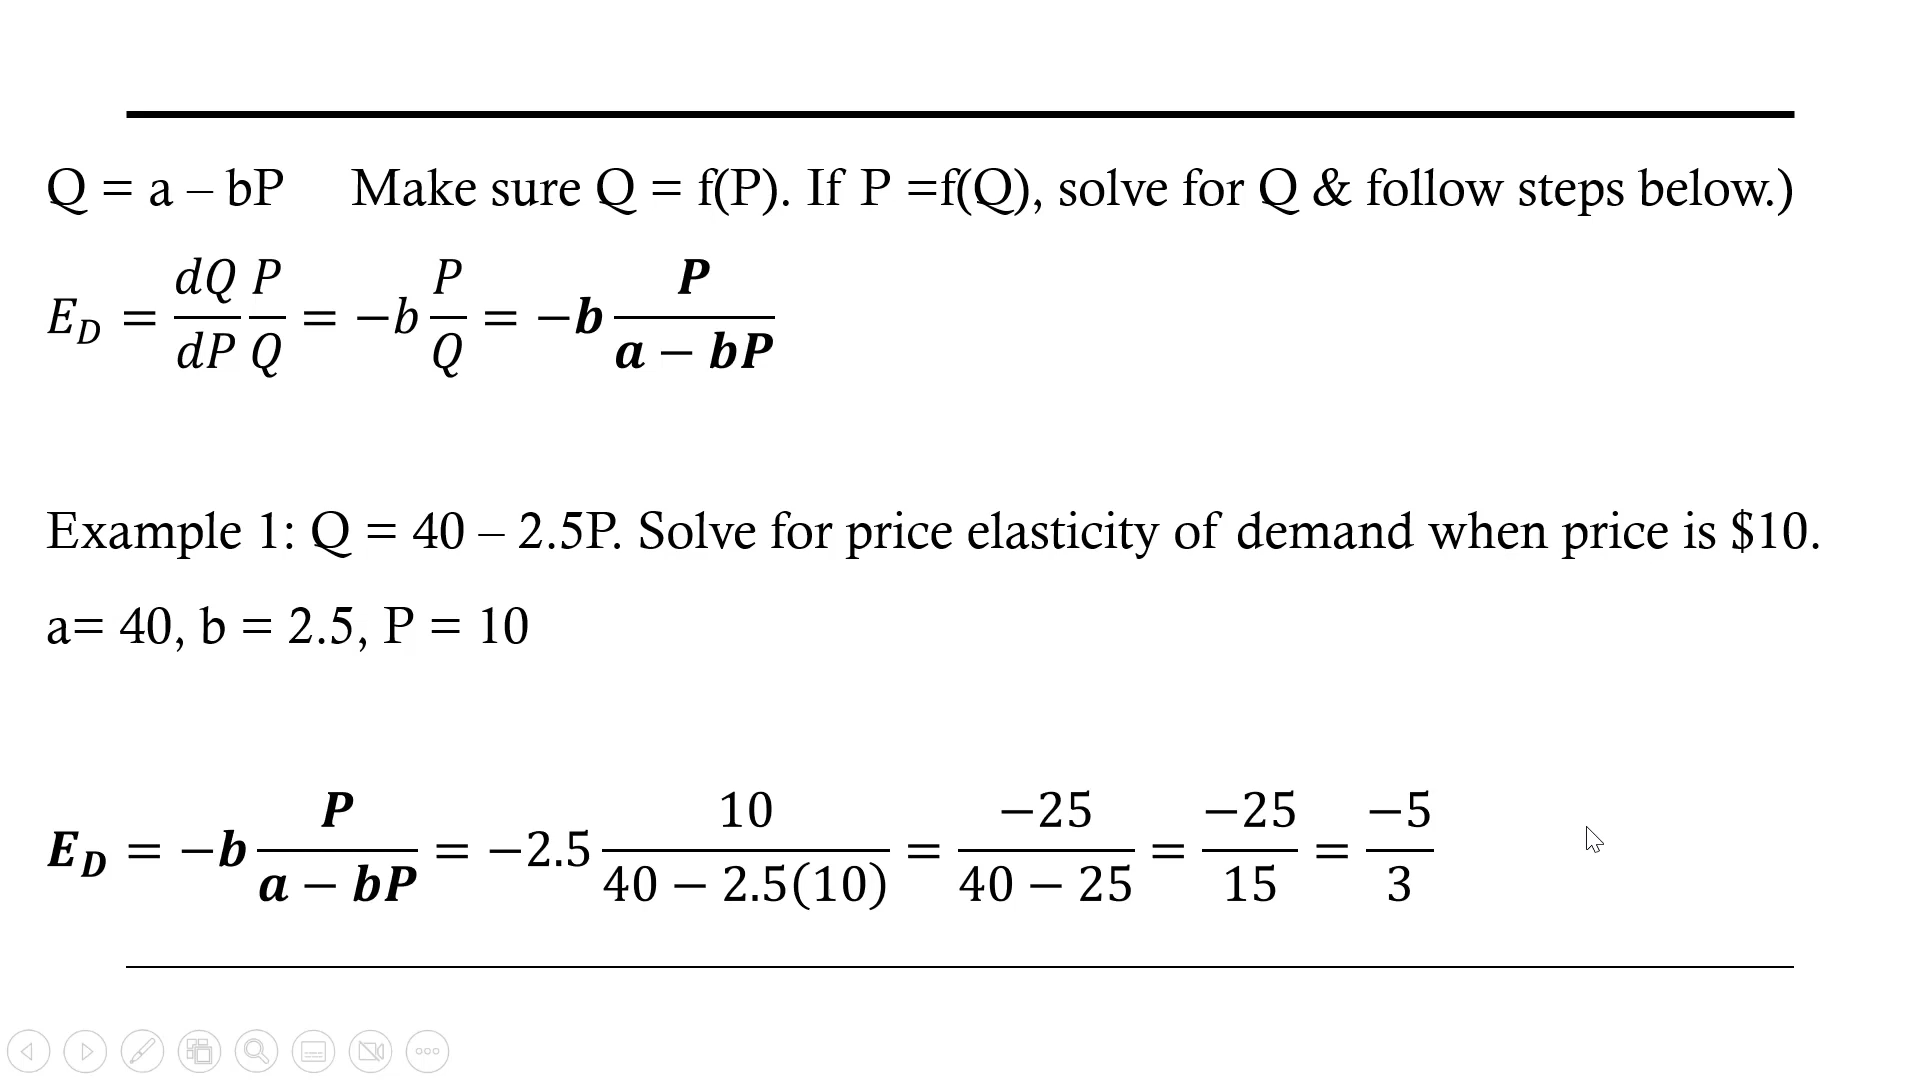 Q = a – bP Make sure Q = f(P). If P =f(Q), solve for Q & follow steps below.)
E_D = dQ/dP P/Q = −b P/Q = −b P/(a − bP)
Example 1: Q = 40 – 2.5P. Solve for price elasticity of demand when price is $10.
a= 40, b = 2.5, P = 10
E_D = −b P/(a − bP) = −2.5 10/(40 − 2.5(10)) = −25/(40 − 25) = −25/15 = −5/3